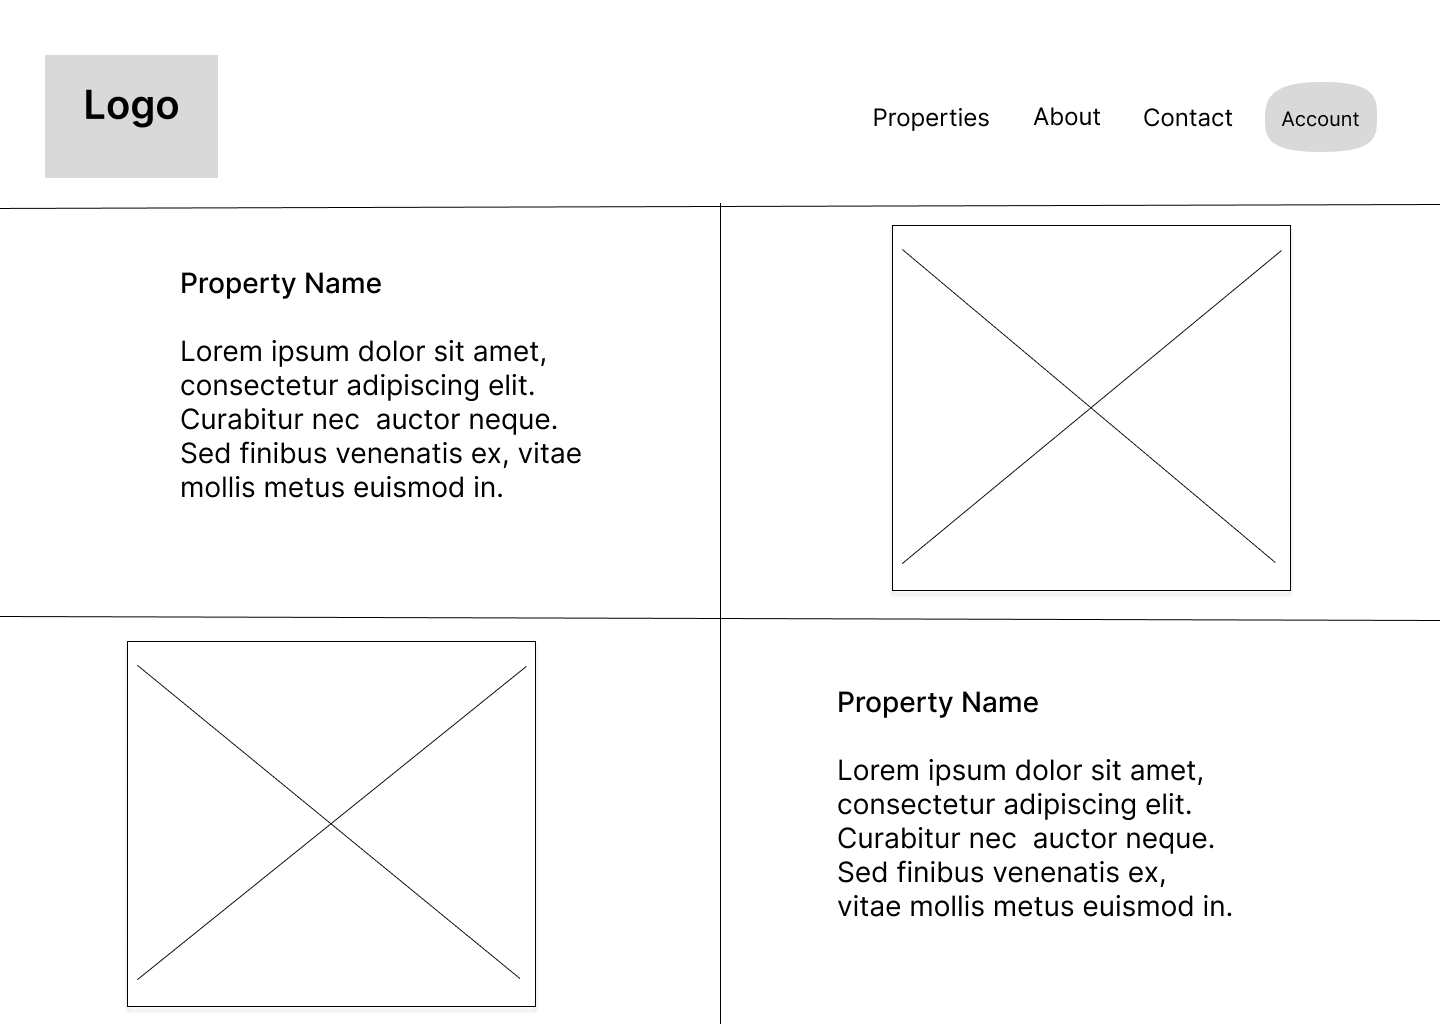 Logo
Properties About Contact Account
Property Name
Lorem ipsum dolor sit amet,
consectetur adipiscing elit.
Curabitur nec  auctor neque.
Sed finibus venenatis ex, vitae
mollis metus euismod in.
Property Name
Lorem ipsum dolor sit amet,
consectetur adipiscing elit.
Curabitur nec  auctor neque.
Sed finibus venenatis ex,
vitae mollis metus euismod in.